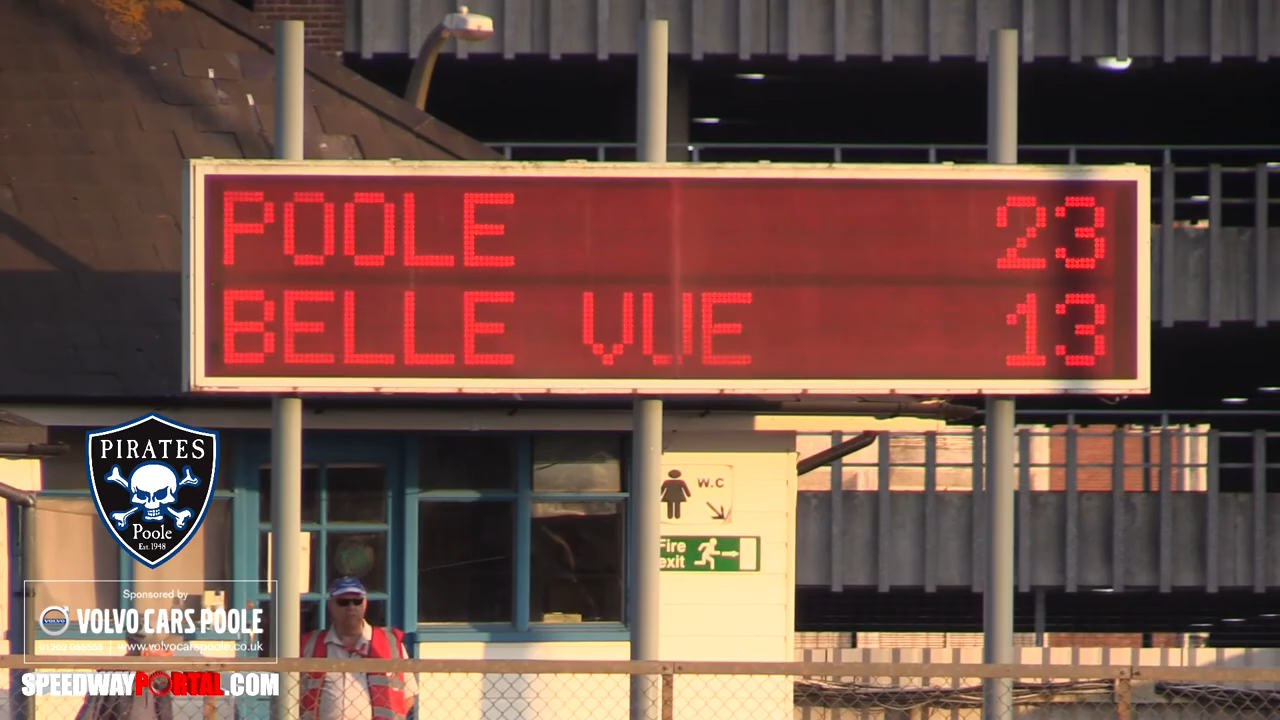 POOLE 23
BELLE VUE 13
W.C
Fire
exit
PIRATES
Poole
Est.1948
Sponsored by
VOLVO
VOLVO CARS POOLE
www.volvocarspoole.co.uk
SPEEDWAYPORTAL.COM